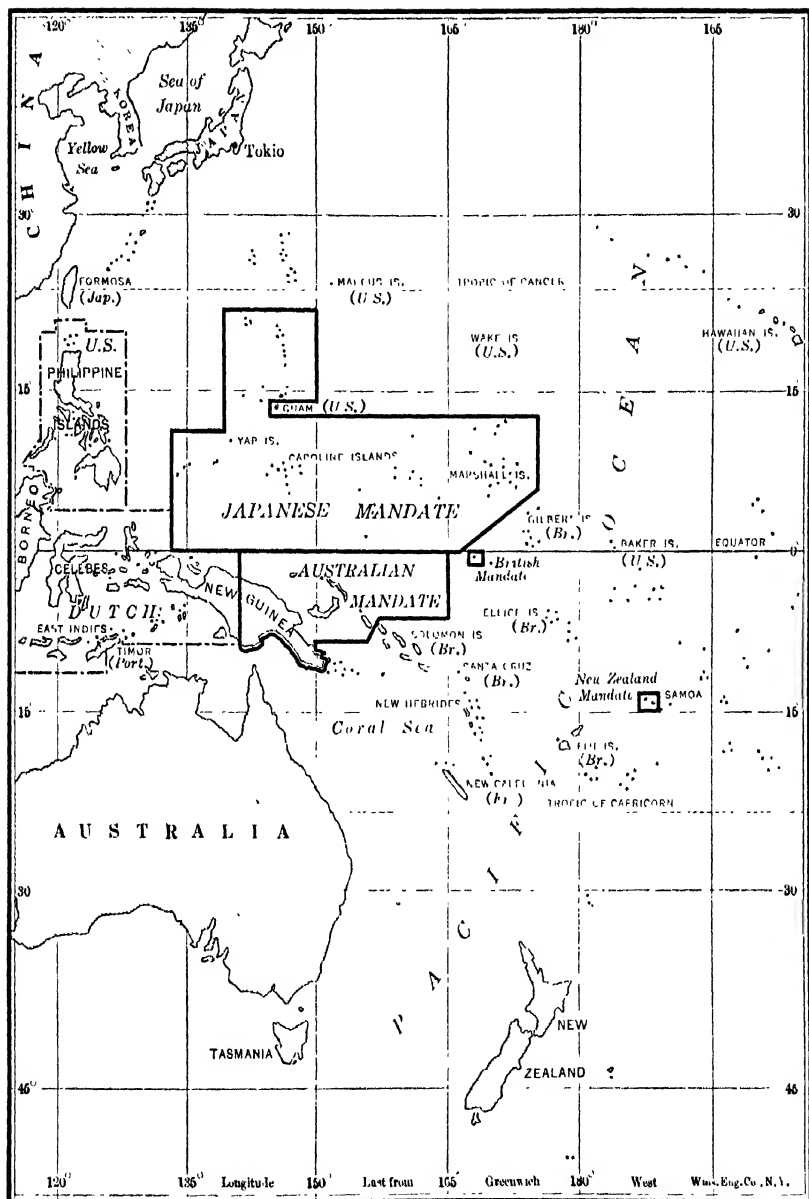 120° 135° 150° 165° 180° 165
CHINA
KOREA
Sea of
Japan
JAPAN
Yellow
Sea
Tokio
30 30
FORMOSA
(Jap.)
MARCUS IS.
(U.S.)
TROPIC OF CANCER
U.S.
PHILIPPINE
ISLANDS
WAKE IS.
(U.S.)
HAWAIIAN IS.
(U.S.)
15 15
GUAM (U.S.)
YAP IS.
CAROLINE ISLANDS
MARSHALL IS.
JAPANESE MANDATE
BORNEO
GILBERT IS.
(Br.)
BAKER IS.
(U.S.)
EQUATOR
0 0
British
Mandate
CELEBES
AUSTRALIAN
MANDATE
NEW GUINEA
DUTCH
EAST INDIES
TIMOR
(Port.)
ELLICE IS.
(Br.)
SOLOMON IS.
(Br.)
SANTA CRUZ
(Br.)
New Zealand
Mandate
SAMOA
15 15
NEW HEBRIDES
Coral Sea
FIJI IS.
(Br.)
NEW CALEDONIA
(Fr.)
TROPIC OF CAPRICORN
AUSTRALIA
30 30
PACIFIC OCEAN
TASMANIA
NEW
ZEALAND
45° 45
120° 135° Longitude 150° East from 165° Greenwich 180° West Wms. Eng. Co., N.Y.